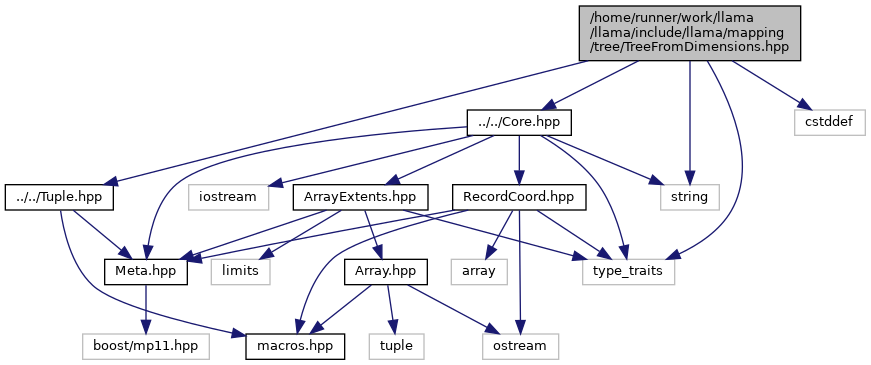 /home/runner/work/llama
/llama/include/llama/mapping
/tree/TreeFromDimensions.hpp
../../Core.hpp
cstddef
../../Tuple.hpp
iostream
ArrayExtents.hpp
RecordCoord.hpp
string
Meta.hpp
limits
Array.hpp
array
type_traits
boost/mp11.hpp
macros.hpp
tuple
ostream